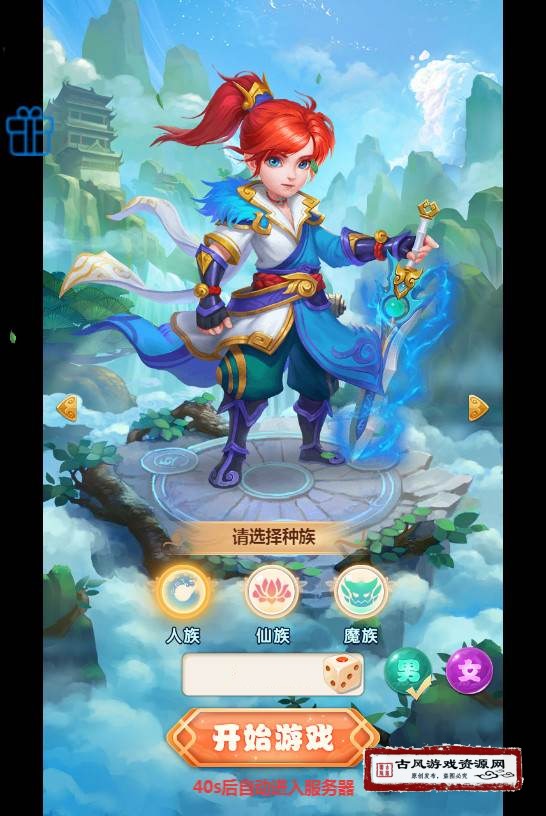 请选择种族
人族 仙族 魔族
男 女
开始游戏
40s后自动进入服务器
古风游戏资源网
原创发布，盗图必究